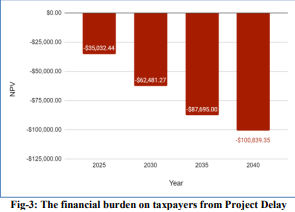 $0.00
-$25,000.00
-$50,000.00
-$75,000.00
-$100,000.00
-$125,000.00
NPV
-$35,032.44
-$62,481.27
-$87,695.00
-$100,839.35
2025 2030 2035 2040
Year
Fig-3: The financial burden on taxpayers from Project Delay